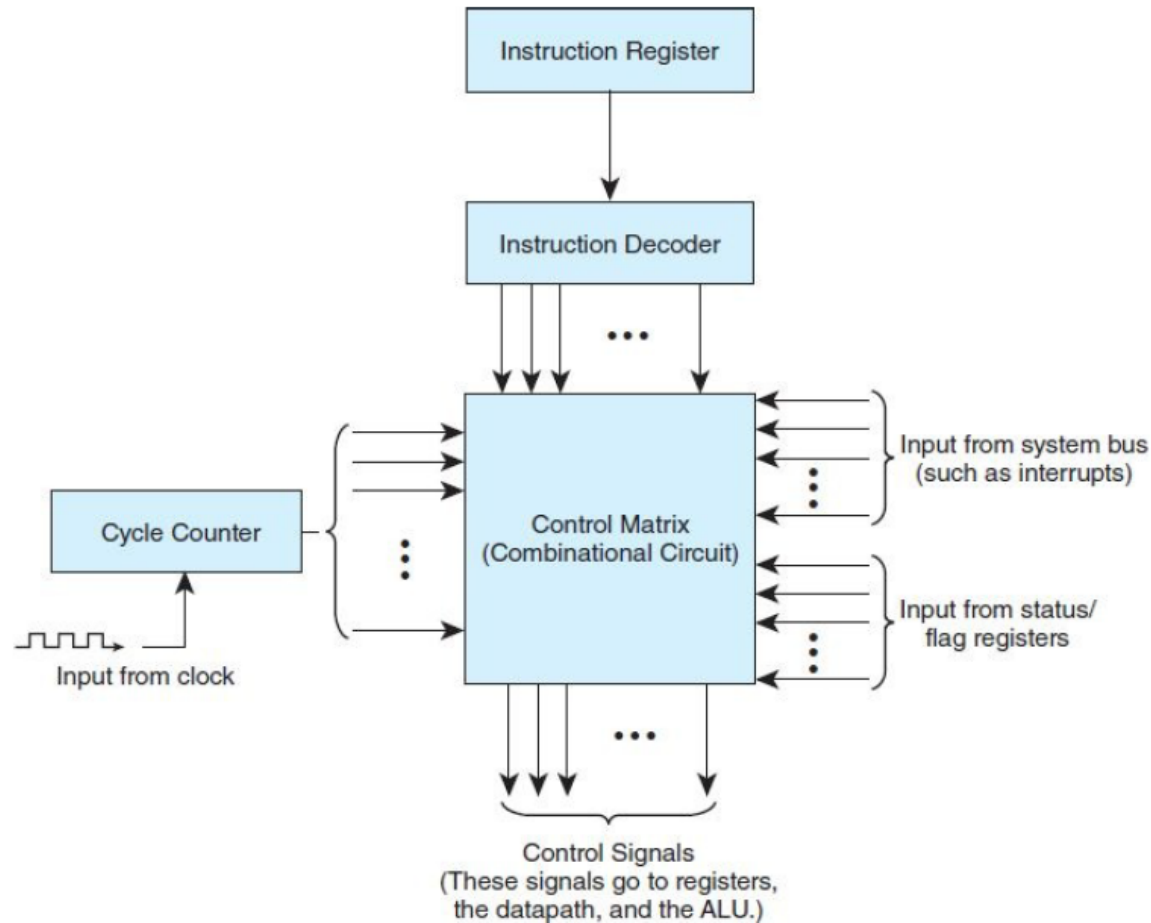 Instruction Register
Instruction Decoder
Input from system bus
(such as interrupts)
Cycle Counter
Control Matrix
(Combinational Circuit)
Input from status/
flag registers
Input from clock
Control Signals
(These signals go to registers,
the datapath, and the ALU.)